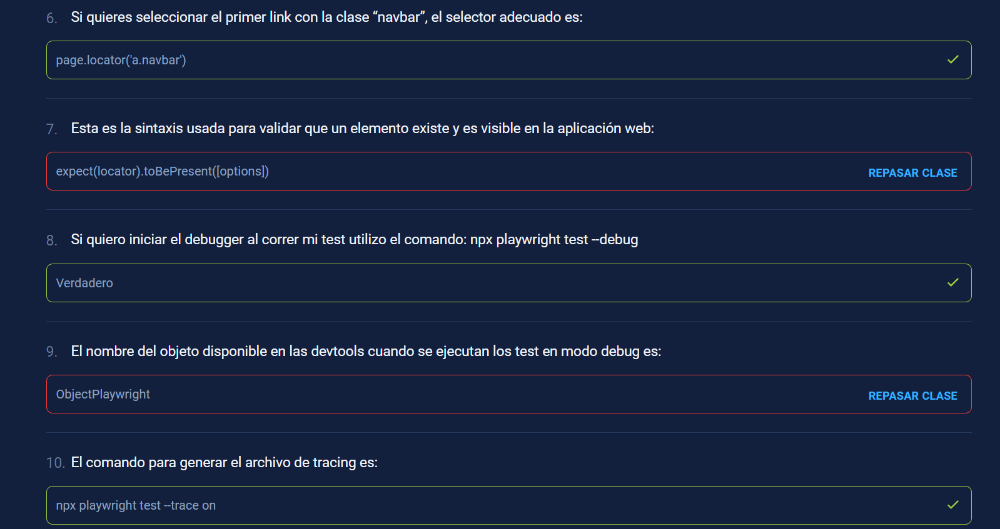 6. Si quieres seleccionar el primer link con la clase “navbar”, el selector adecuado es:
page.locator('a.navbar')
7. Esta es la sintaxis usada para validar que un elemento existe y es visible en la aplicación web:
expect(locator).toBePresent([options])
REPASAR CLASE
8. Si quiero iniciar el debugger al correr mi test utilizo el comando: npx playwright test --debug
Verdadero
9. El nombre del objeto disponible en las devtools cuando se ejecutan los test en modo debug es:
ObjectPlaywright
REPASAR CLASE
10. El comando para generar el archivo de tracing es:
npx playwright test --trace on